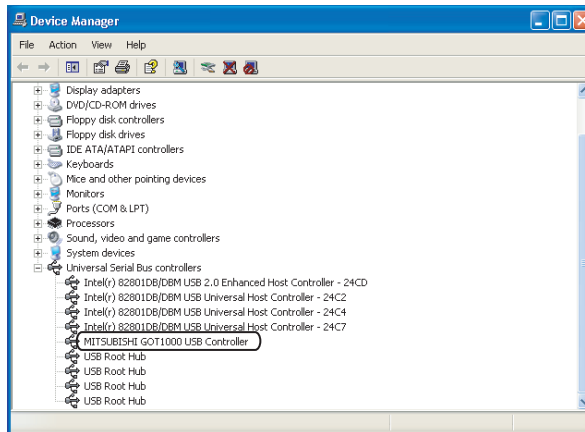 Device Manager
File Action View Help
Display adapters
DVD/CD-ROM drives
Floppy disk controllers
Floppy disk drives
IDE ATA/ATAPI controllers
Keyboards
Mice and other pointing devices
Monitors
Ports (COM & LPT)
Processors
Sound, video and game controllers
System devices
Universal Serial Bus controllers
Intel(r) 82801DB/DBM USB 2.0 Enhanced Host Controller - 24CD
Intel(r) 82801DB/DBM USB Universal Host Controller - 24C2
Intel(r) 82801DB/DBM USB Universal Host Controller - 24C4
Intel(r) 82801DB/DBM USB Universal Host Controller - 24C7
MITSUBISHI GOT1000 USB Controller
USB Root Hub
USB Root Hub
USB Root Hub
USB Root Hub